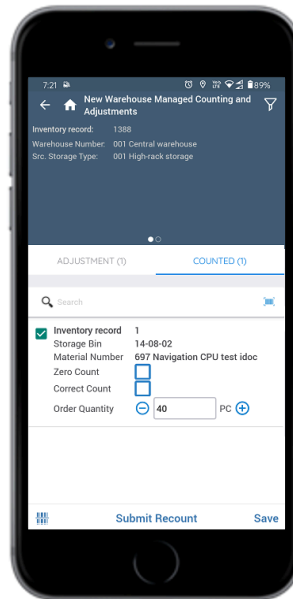 7:21 89%
New Warehouse Managed Counting and
Adjustments
Inventory record: 1388
Warehouse Number: 001 Central warehouse
Src. Storage Type: 001 High-rack storage
ADJUSTMENT (1) COUNTED (1)
Search
Inventory record 1
Storage Bin 14-08-02
Material Number 697 Navigation CPU test idoc
Zero Count
Correct Count
Order Quantity 40 PC
Submit Recount Save